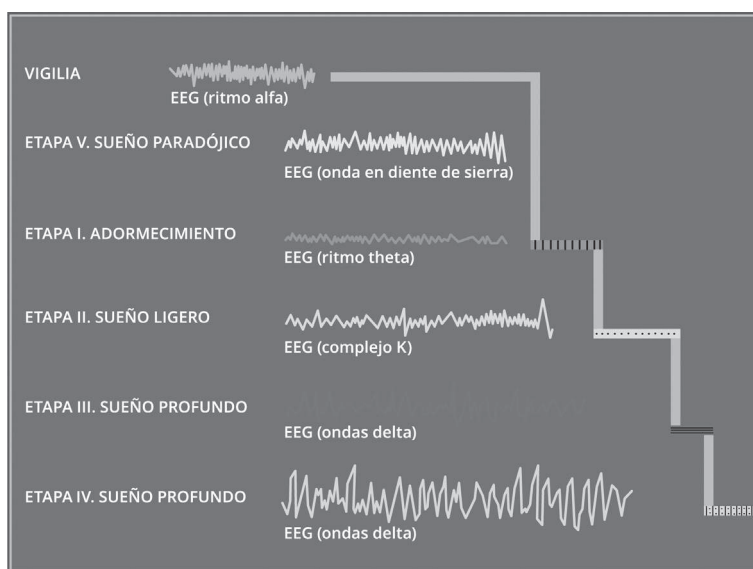 VIGILIA
EEG (ritmo alfa)
ETAPA V. SUEÑO PARADÓJICO
EEG (onda en diente de sierra)
ETAPA I. ADORMECIMIENTO
EEG (ritmo theta)
ETAPA II. SUEÑO LIGERO
EEG (complejo K)
ETAPA III. SUEÑO PROFUNDO
EEG (ondas delta)
ETAPA IV. SUEÑO PROFUNDO
EEG (ondas delta)